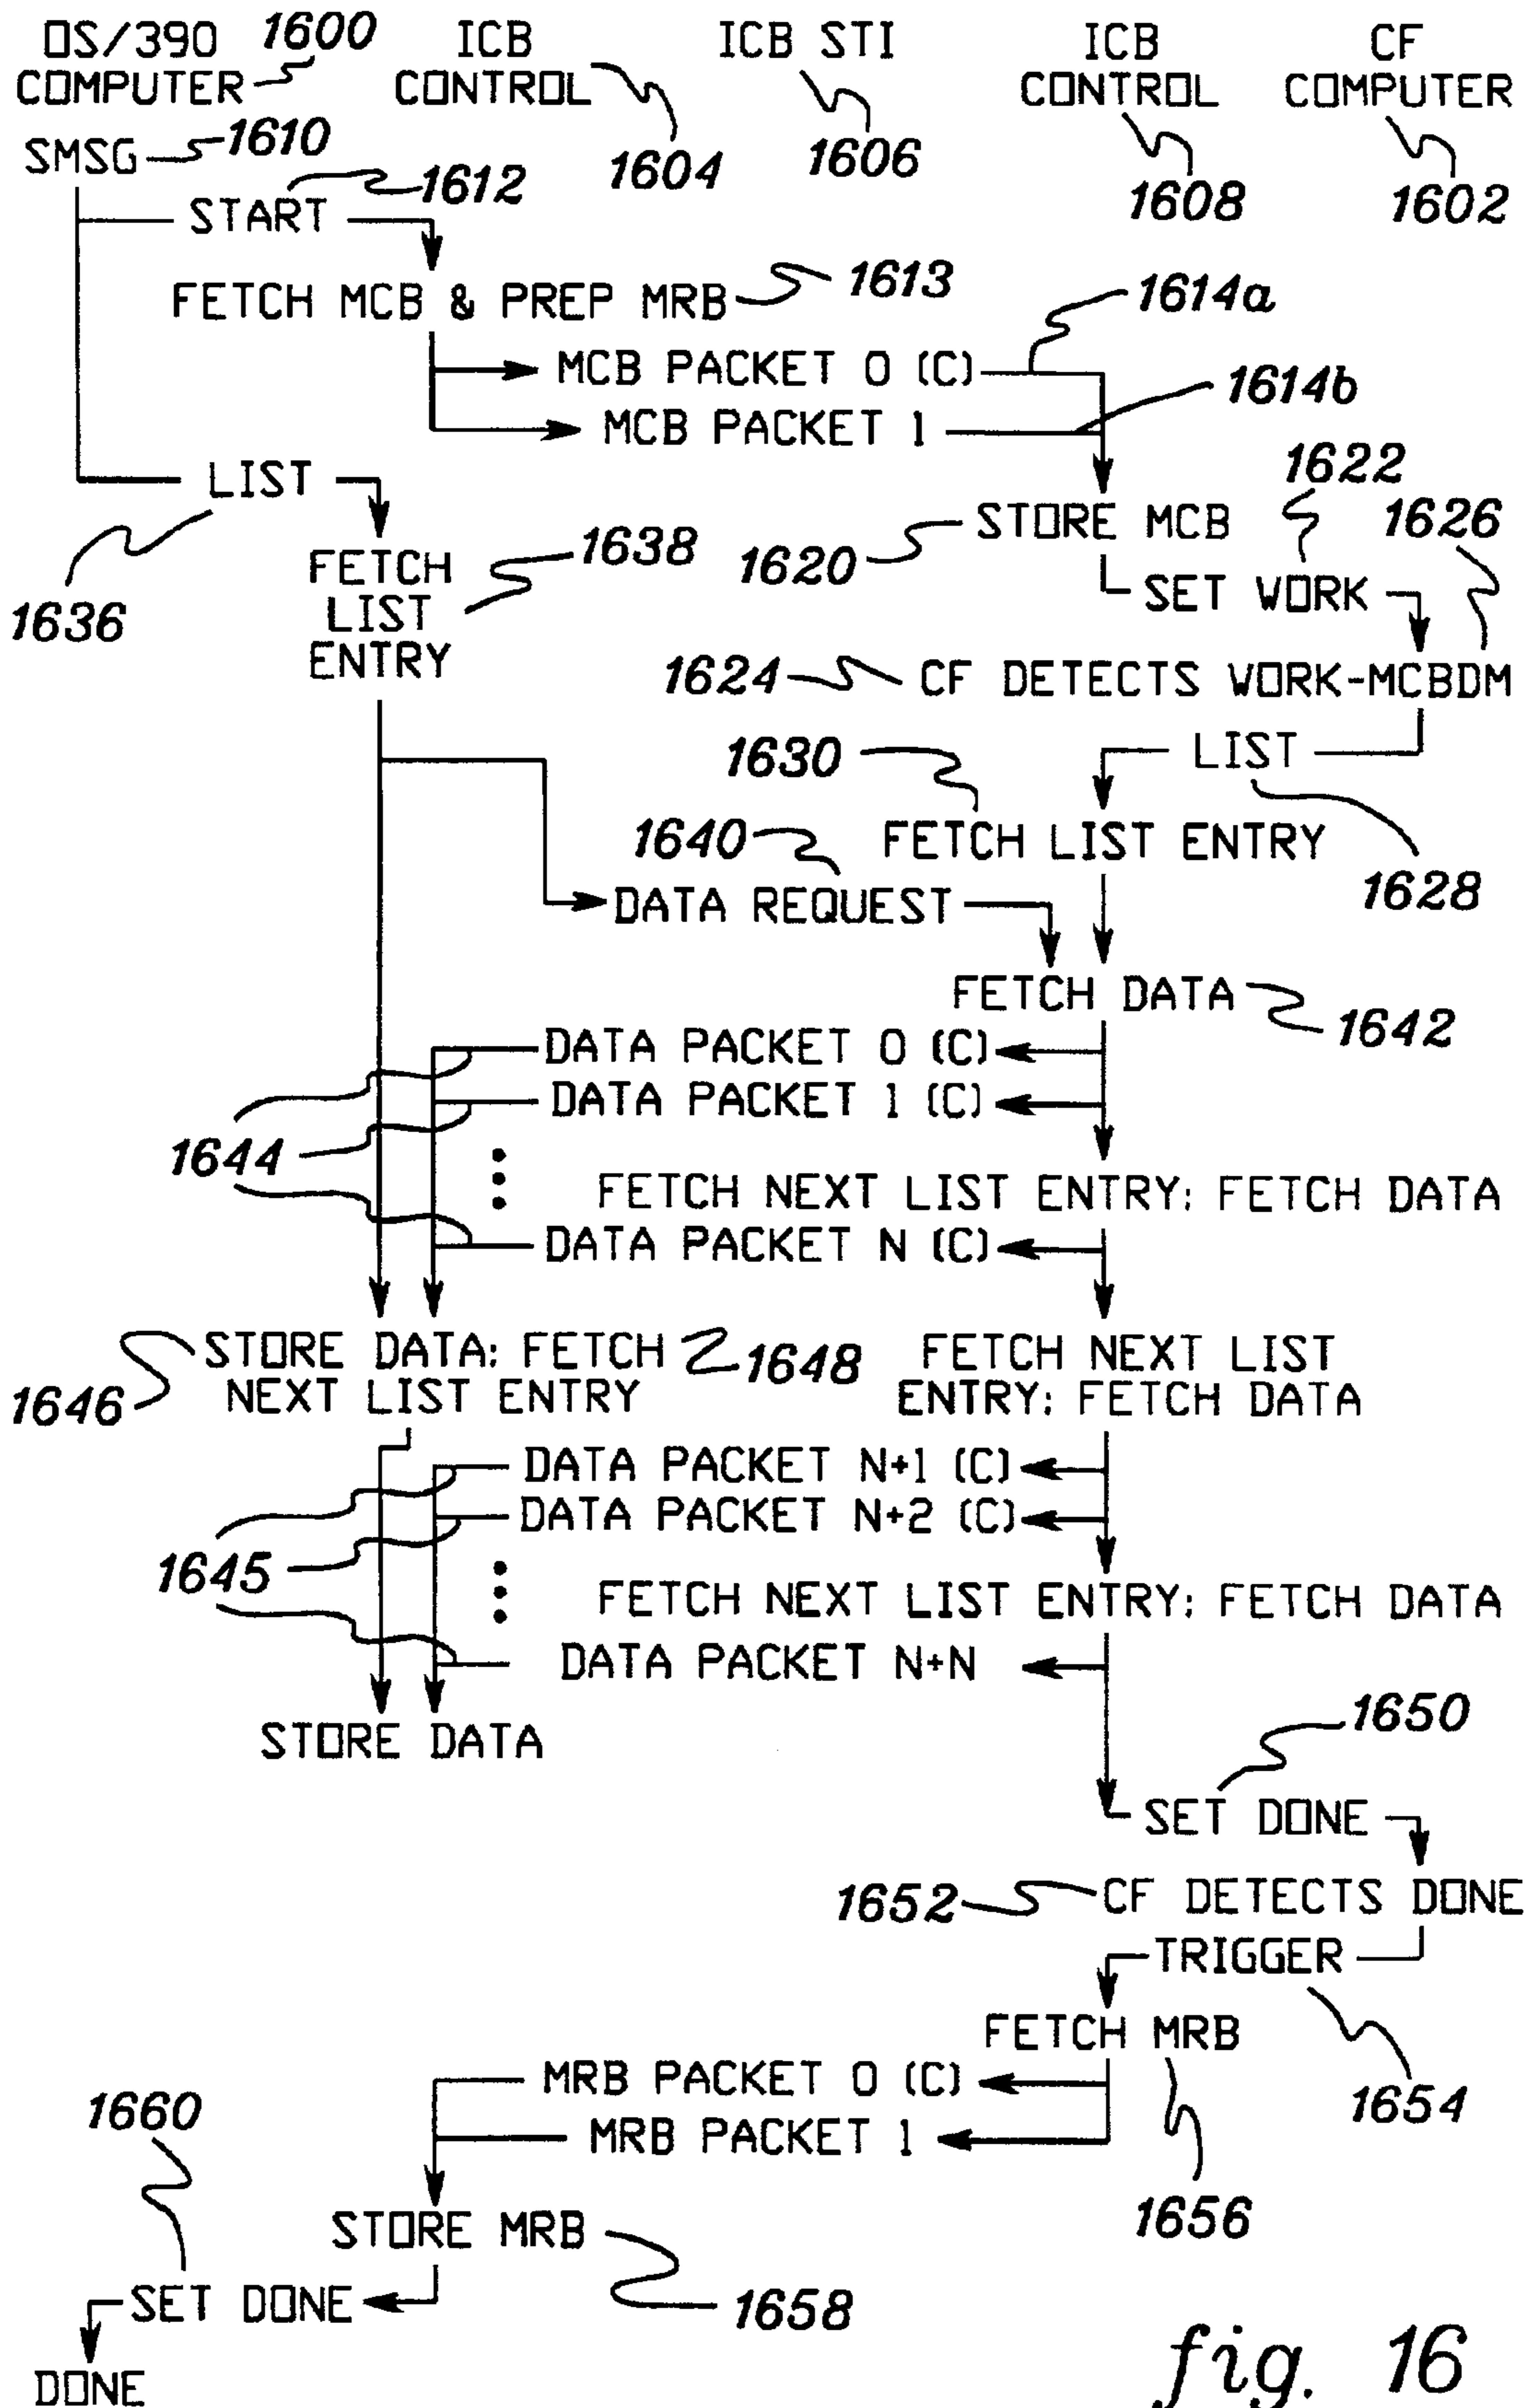 OS/390 1600 ICB ICB STI ICB CF
COMPUTER CONTROL CONTROL COMPUTER
SMSG 1610 1604 1606 1608 1602
1612
START
FETCH MCB & PREP MRB 1613 1614a
MCB PACKET 0 (C)
1614b
MCB PACKET 1
LIST 1622
STORE MCB 1626
1636 FETCH 1638 1620
LIST SET WORK
ENTRY
1624 CF DETECTS WORK-MCBDM
1630 LIST
1640 FETCH LIST ENTRY
DATA REQUEST 1628
FETCH DATA
1642
DATA PACKET 0 (C)
DATA PACKET 1 (C)
1644
FETCH NEXT LIST ENTRY; FETCH DATA
DATA PACKET N (C)
STORE DATA; FETCH 1648 FETCH NEXT LIST
1646 NEXT LIST ENTRY ENTRY; FETCH DATA
DATA PACKET N+1 (C)
DATA PACKET N+2 (C)
1645
FETCH NEXT LIST ENTRY; FETCH DATA
DATA PACKET N+N
1650
STORE DATA
SET DONE
1652 CF DETECTS DONE
TRIGGER
FETCH MRB
MRB PACKET 0 (C)
1660 1654
MRB PACKET 1
1656
STORE MRB
SET DONE 1658
DONE
fig. 16